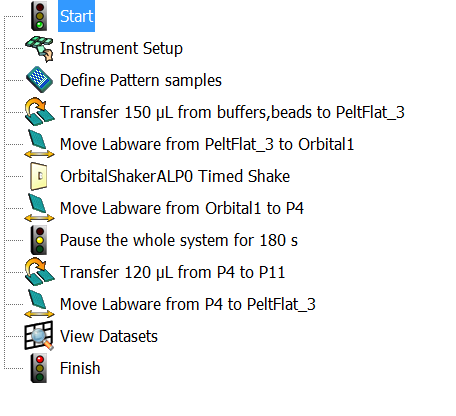 Start
Instrument Setup
Define Pattern samples
Transfer 150 µL from buffers,beads to PeltFlat_3
Move Labware from PeltFlat_3 to Orbital1
OrbitalShakerALP0 Timed Shake
Move Labware from Orbital1 to P4
Pause the whole system for 180 s
Transfer 120 µL from P4 to P11
Move Labware from P4 to PeltFlat_3
View Datasets
Finish